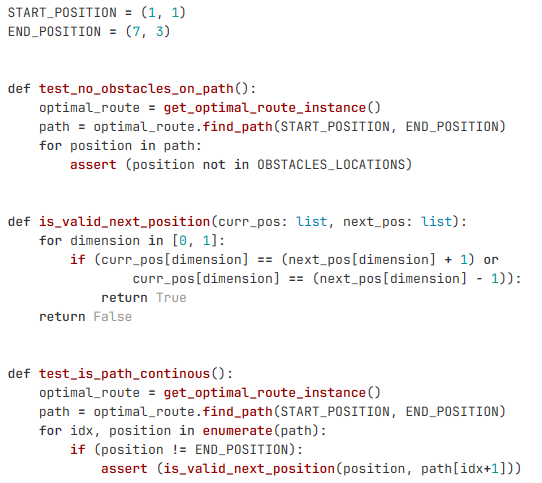 START_POSITION = (1, 1)
END_POSITION = (7, 3)
def test_no_obstacles_on_path():
    optimal_route = get_optimal_route_instance()
    path = optimal_route.find_path(START_POSITION, END_POSITION)
    for position in path:
        assert (position not in OBSTACLES_LOCATIONS)
def is_valid_next_position(curr_pos: list, next_pos: list):
    for dimension in [0, 1]:
        if (curr_pos[dimension] == (next_pos[dimension] + 1) or
                curr_pos[dimension] == (next_pos[dimension] - 1)):
            return True
    return False
def test_is_path_continous():
    optimal_route = get_optimal_route_instance()
    path = optimal_route.find_path(START_POSITION, END_POSITION)
    for idx, position in enumerate(path):
        if (position != END_POSITION):
            assert (is_valid_next_position(position, path[idx+1]))